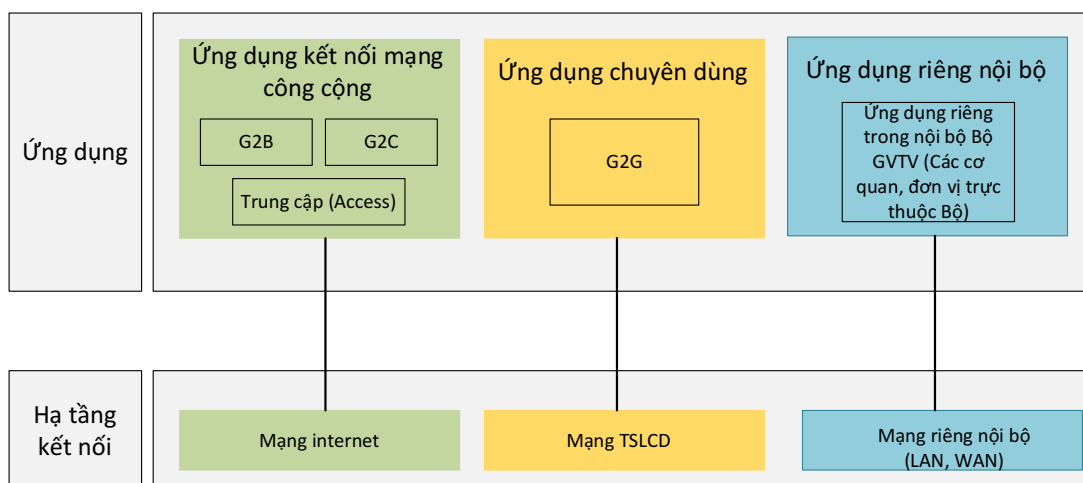 Ứng dụng
Ứng dụng kết nối mạng
công cộng
G2B
G2C
Trung cập (Access)
Ứng dụng chuyên dùng
G2G
Ứng dụng riêng nội bộ
Ứng dụng riêng
trong nội bộ Bộ
GVTV (Các cơ
quan, đơn vị trực
thuộc Bộ)
Hạ tầng
kết nối
Mạng internet
Mạng TSLCD
Mạng riêng nội bộ
(LAN, WAN)